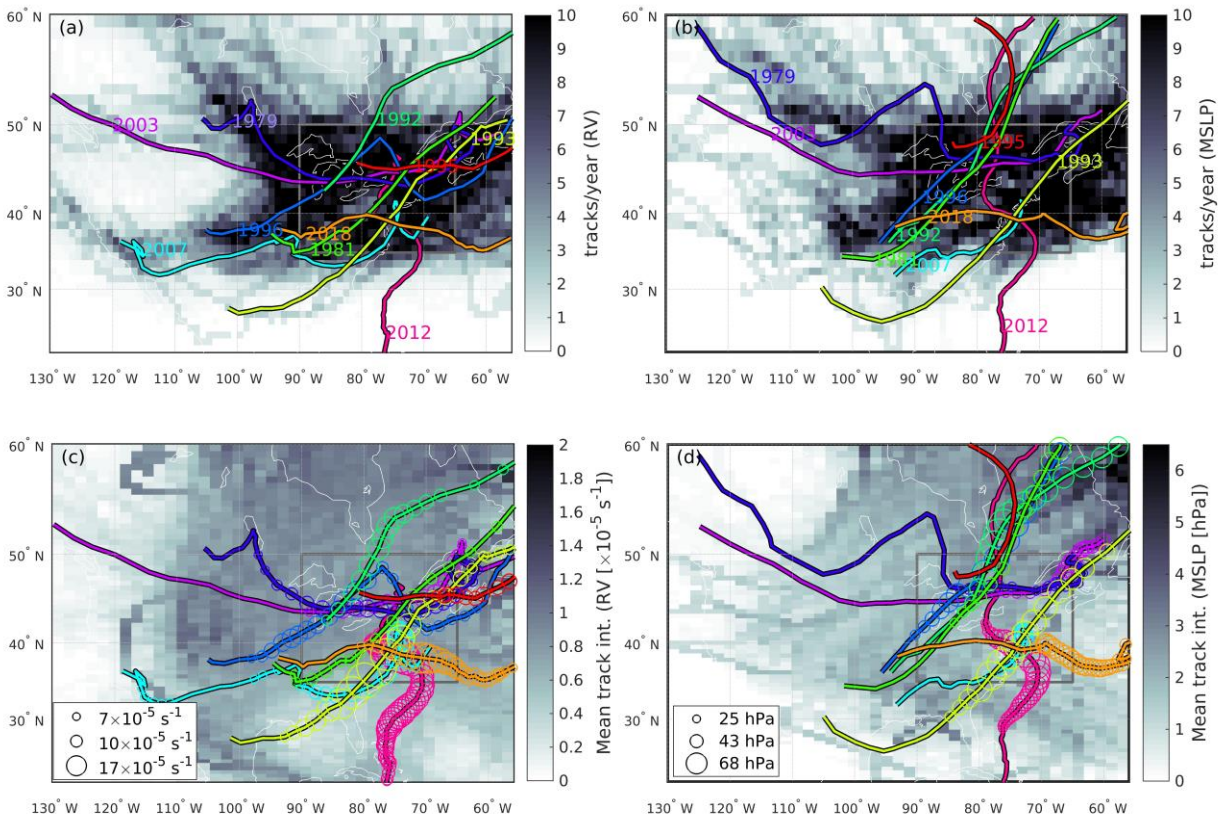 (a)
60° N
50° N
40° N
30° N
130° W 120° W 110° W 100° W 90° W 80° W 70° W 60° W
2003
1979
1992
1993
1996
2018
1981
2007
2012
10
9
8
7
6
5
4
3
2
1
0
tracks/year (RV)
(b)
60° N
50° N
40° N
30° N
130° W 120° W 110° W 100° W 90° W 80° W 70° W 60° W
1979
1995
1993
1996
2018
1992
2007
2012
10
9
8
7
6
5
4
3
2
1
0
tracks/year (MSLP)
(c)
60° N
50° N
40° N
30° N
130° W 120° W 110° W 100° W 90° W 80° W 70° W 60° W
7×10⁻⁵ s⁻¹
10×10⁻⁵ s⁻¹
17×10⁻⁵ s⁻¹
2
1.8
1.6
1.4
1.2
1
0.8
0.6
0.4
0.2
0
Mean track int. (RV [×10⁻⁵ s⁻¹]
(d)
60° N
50° N
40° N
30° N
130° W 120° W 110° W 100° W 90° W 80° W 70° W 60° W
25 hPa
43 hPa
68 hPa
6
5
4
3
2
1
0
Mean track int. (MSLP [hPa]